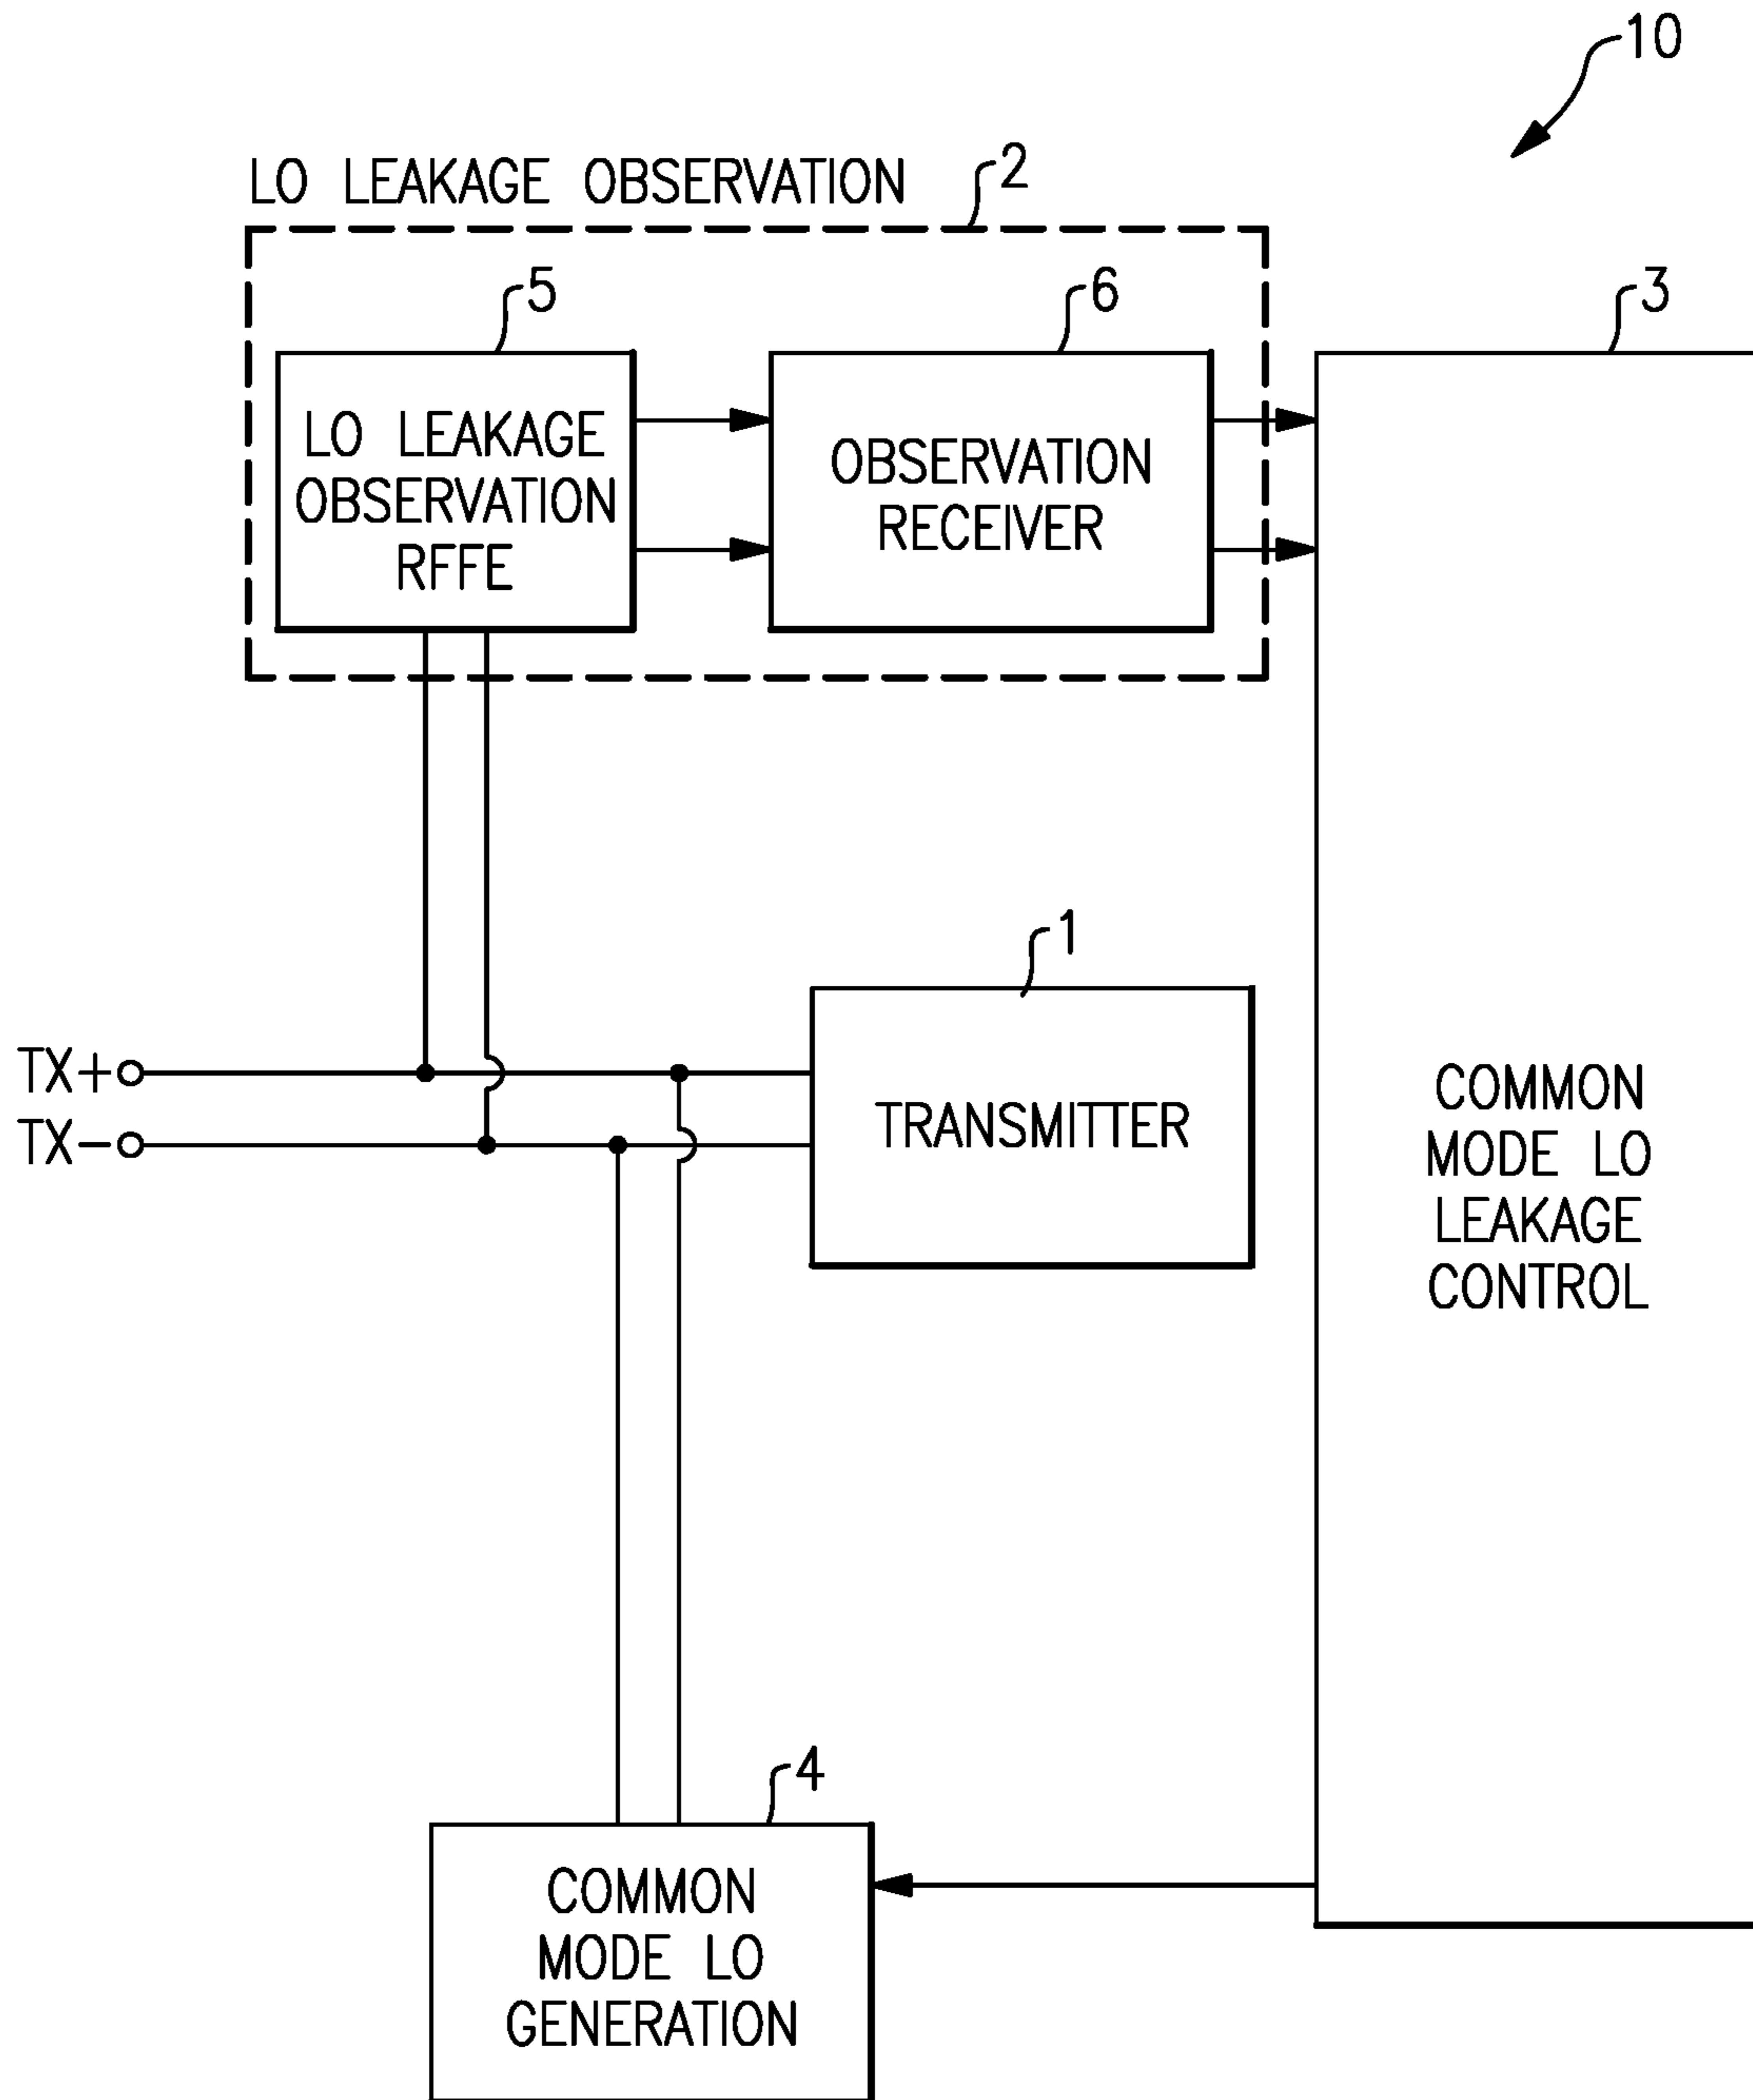 10
LO LEAKAGE OBSERVATION
2
5
6
3
LO LEAKAGE
OBSERVATION
RFFE
OBSERVATION
RECEIVER
1
TX+
TX-
TRANSMITTER
COMMON
MODE LO
LEAKAGE
CONTROL
4
COMMON
MODE LO
GENERATION